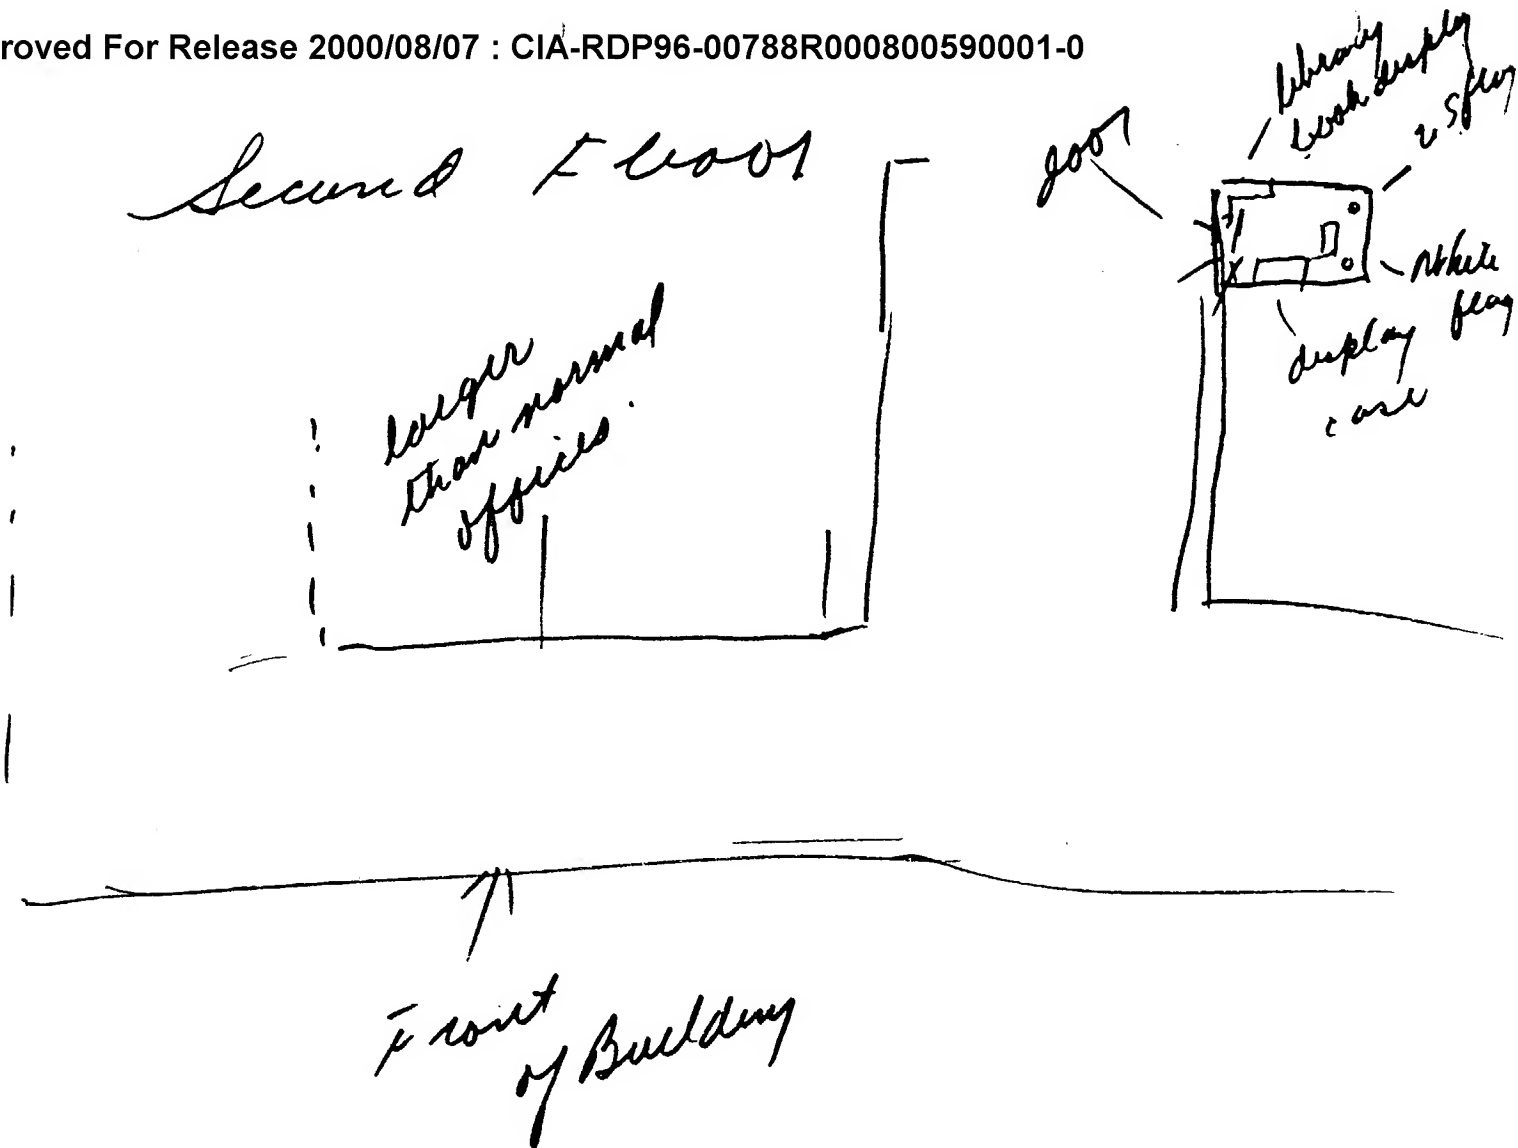 roved For Release 2000/08/07 : CIA-RDP96-00788R000800590001-0
Second Floor
door
library
book display
US flag
White
flag
display
case
larger
than normal
offices.
Front
of Building